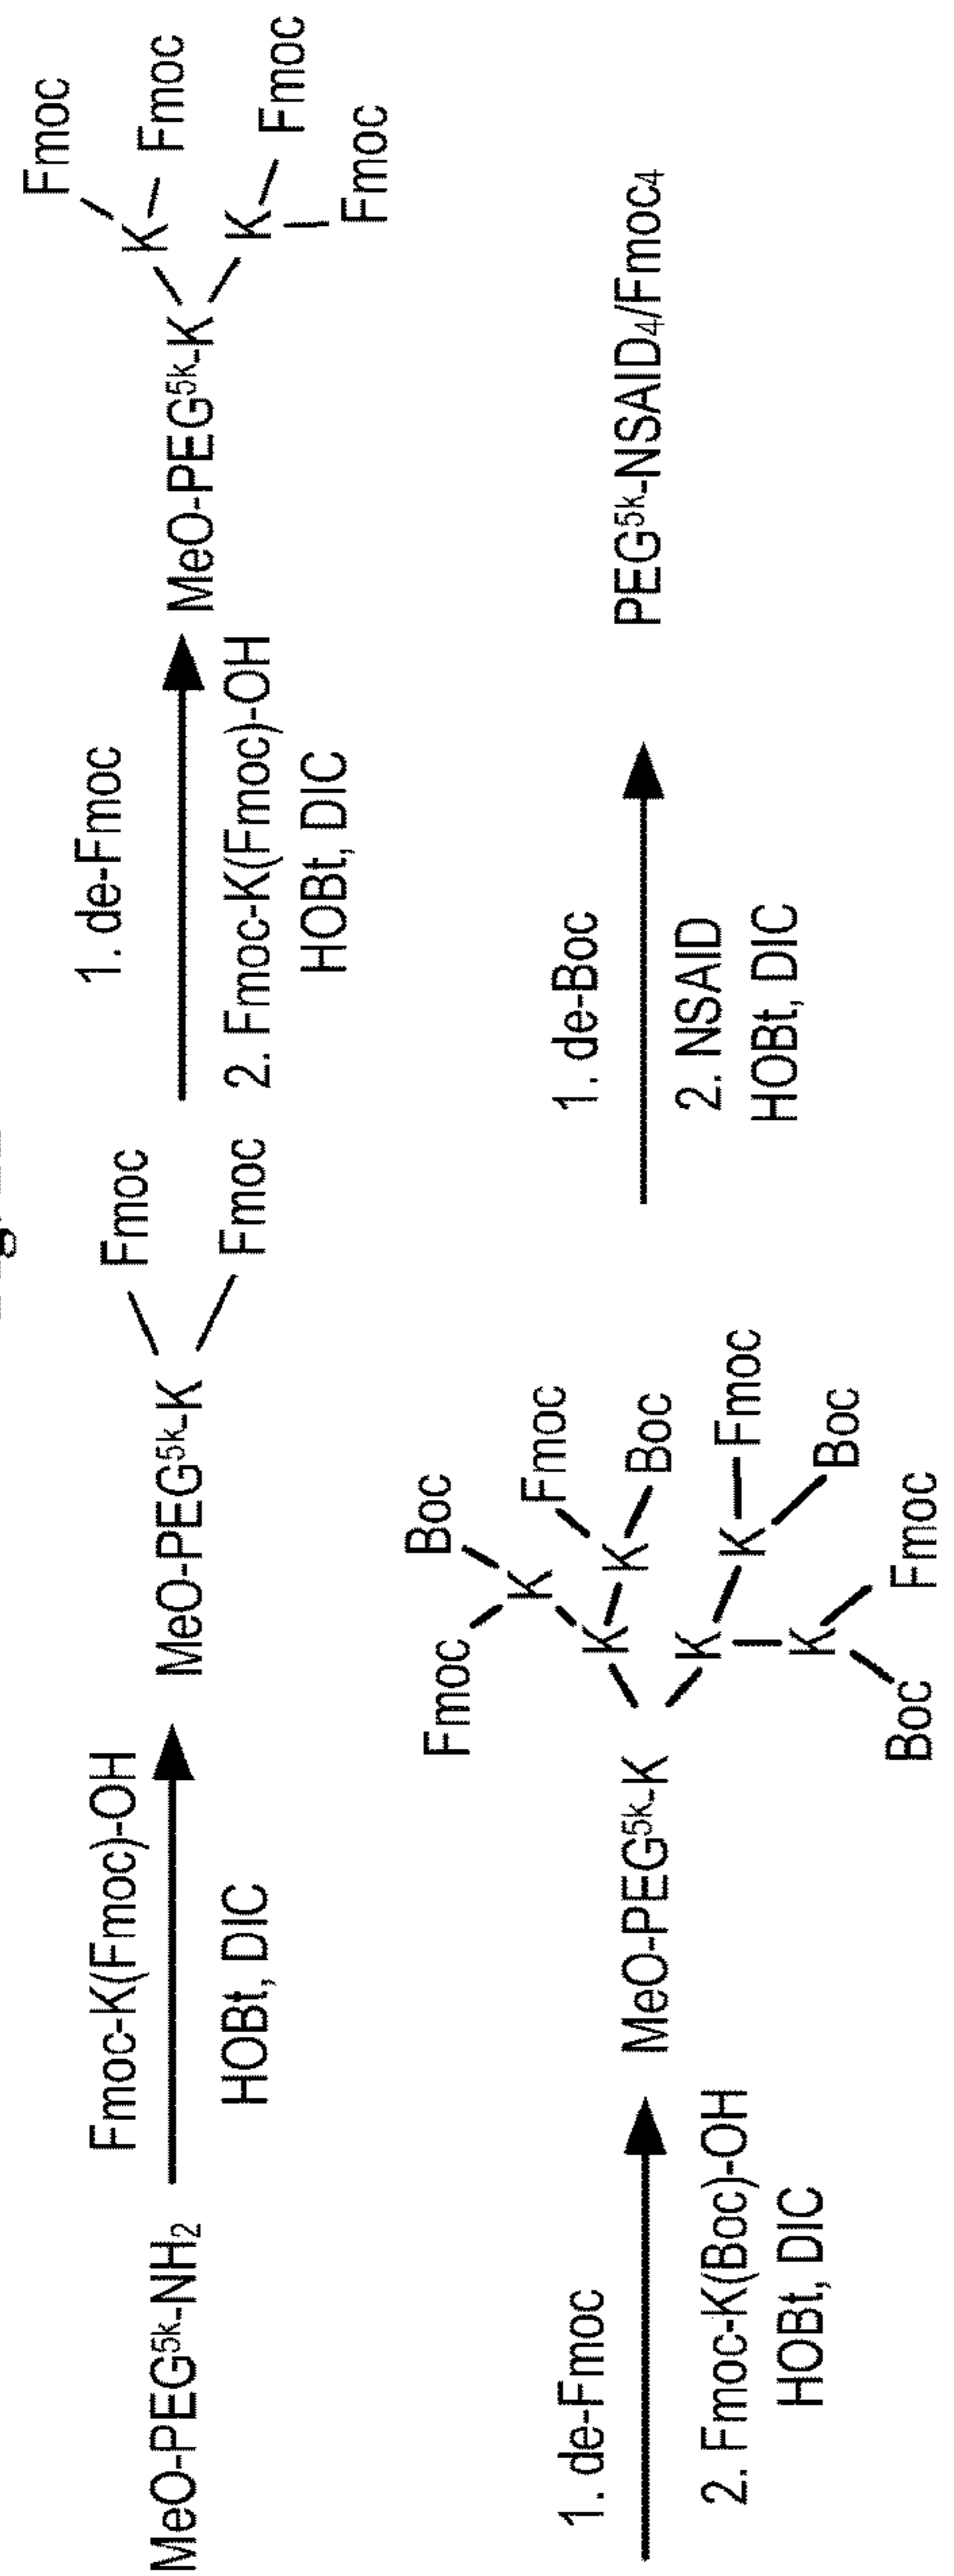 MeO-PEG5k-NH2
Fmoc-K(Fmoc)-OH
HOBt, DIC
MeO-PEG5k-K
Fmoc
Fmoc
1. de-Fmoc
2. Fmoc-K(Fmoc)-OH
HOBt, DIC
MeO-PEG5k-K
K
K
Fmoc
Fmoc
Fmoc
Fmoc
1. de-Fmoc
2. Fmoc-K(Boc)-OH
HOBt, DIC
MeO-PEG5k-K
Fmoc
Boc
K
Fmoc
K
K
Boc
K
K
Fmoc
K
Boc
Boc
Fmoc
1. de-Boc
2. NSAID
HOBt, DIC
PEG5k-NSAID4/Fmoc4